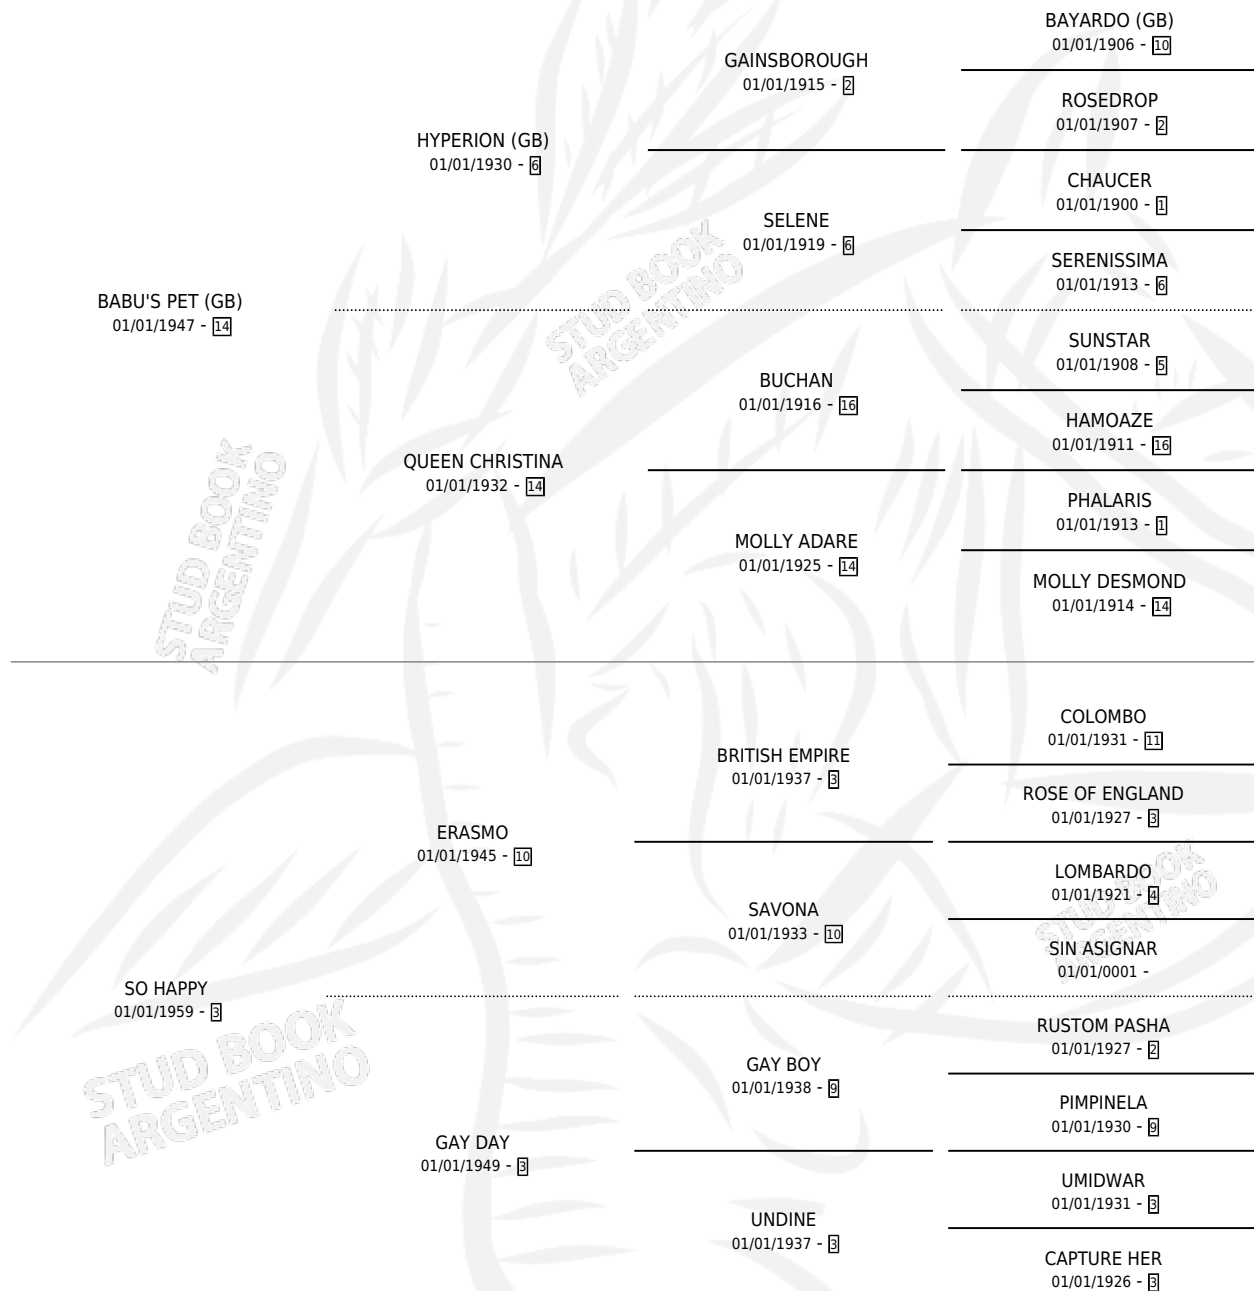 BAYARDO (GB)
01/01/1906 - 10
GAINSBOROUGH
01/01/1915 - 2
ROSEDROP
01/01/1907 - 2
HYPERION (GB)
01/01/1930 - 6
CHAUCER
01/01/1900 - 1
SELENE
01/01/1919 - 6
SERENISSIMA
01/01/1913 - 6
BABU'S PET (GB)
01/01/1947 - 14
SUNSTAR
01/01/1908 - 5
BUCHAN
01/01/1916 - 16
HAMOAZE
01/01/1911 - 16
QUEEN CHRISTINA
01/01/1932 - 14
PHALARIS
01/01/1913 - 1
MOLLY ADARE
01/01/1925 - 14
MOLLY DESMOND
01/01/1914 - 14
COLOMBO
01/01/1931 - 11
BRITISH EMPIRE
01/01/1937 - 3
ROSE OF ENGLAND
01/01/1927 - 3
ERASMO
01/01/1945 - 10
LOMBARDO
01/01/1921 - 4
SAVONA
01/01/1933 - 10
SIN ASIGNAR
01/01/0001 -
SO HAPPY
01/01/1959 - 3
RUSTOM PASHA
01/01/1927 - 2
GAY BOY
01/01/1938 - 9
PIMPINELA
01/01/1930 - 9
GAY DAY
01/01/1949 - 3
UMIDWAR
01/01/1931 - 3
UNDINE
01/01/1937 - 3
CAPTURE HER
01/01/1926 - 3
STUD BOOK
ARGENTINO
STUD BOOK
ARGENTINO
STUD BOOK
ARGENTINO
STUD BOOK
ARGENTINO